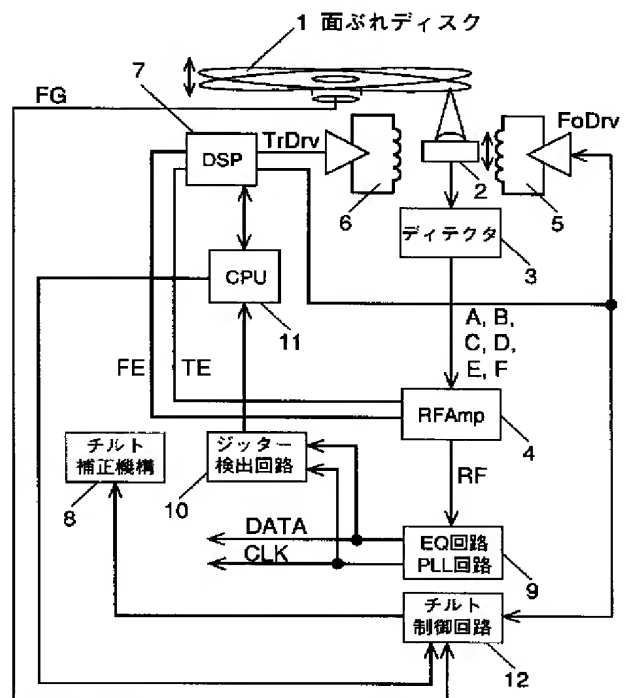 1 面ぶれディスク
7
FG
TrDrv
FoDrv
DSP
2
6
5
ディテクタ
3
CPU
11
A, B,
C, D,
E, F
FE
TE
RFAmp
4
チルト
補正機構
8
ジッター
検出回路
10
RF
DATA
CLK
EQ回路
PLL回路
9
チルト
制御回路
12